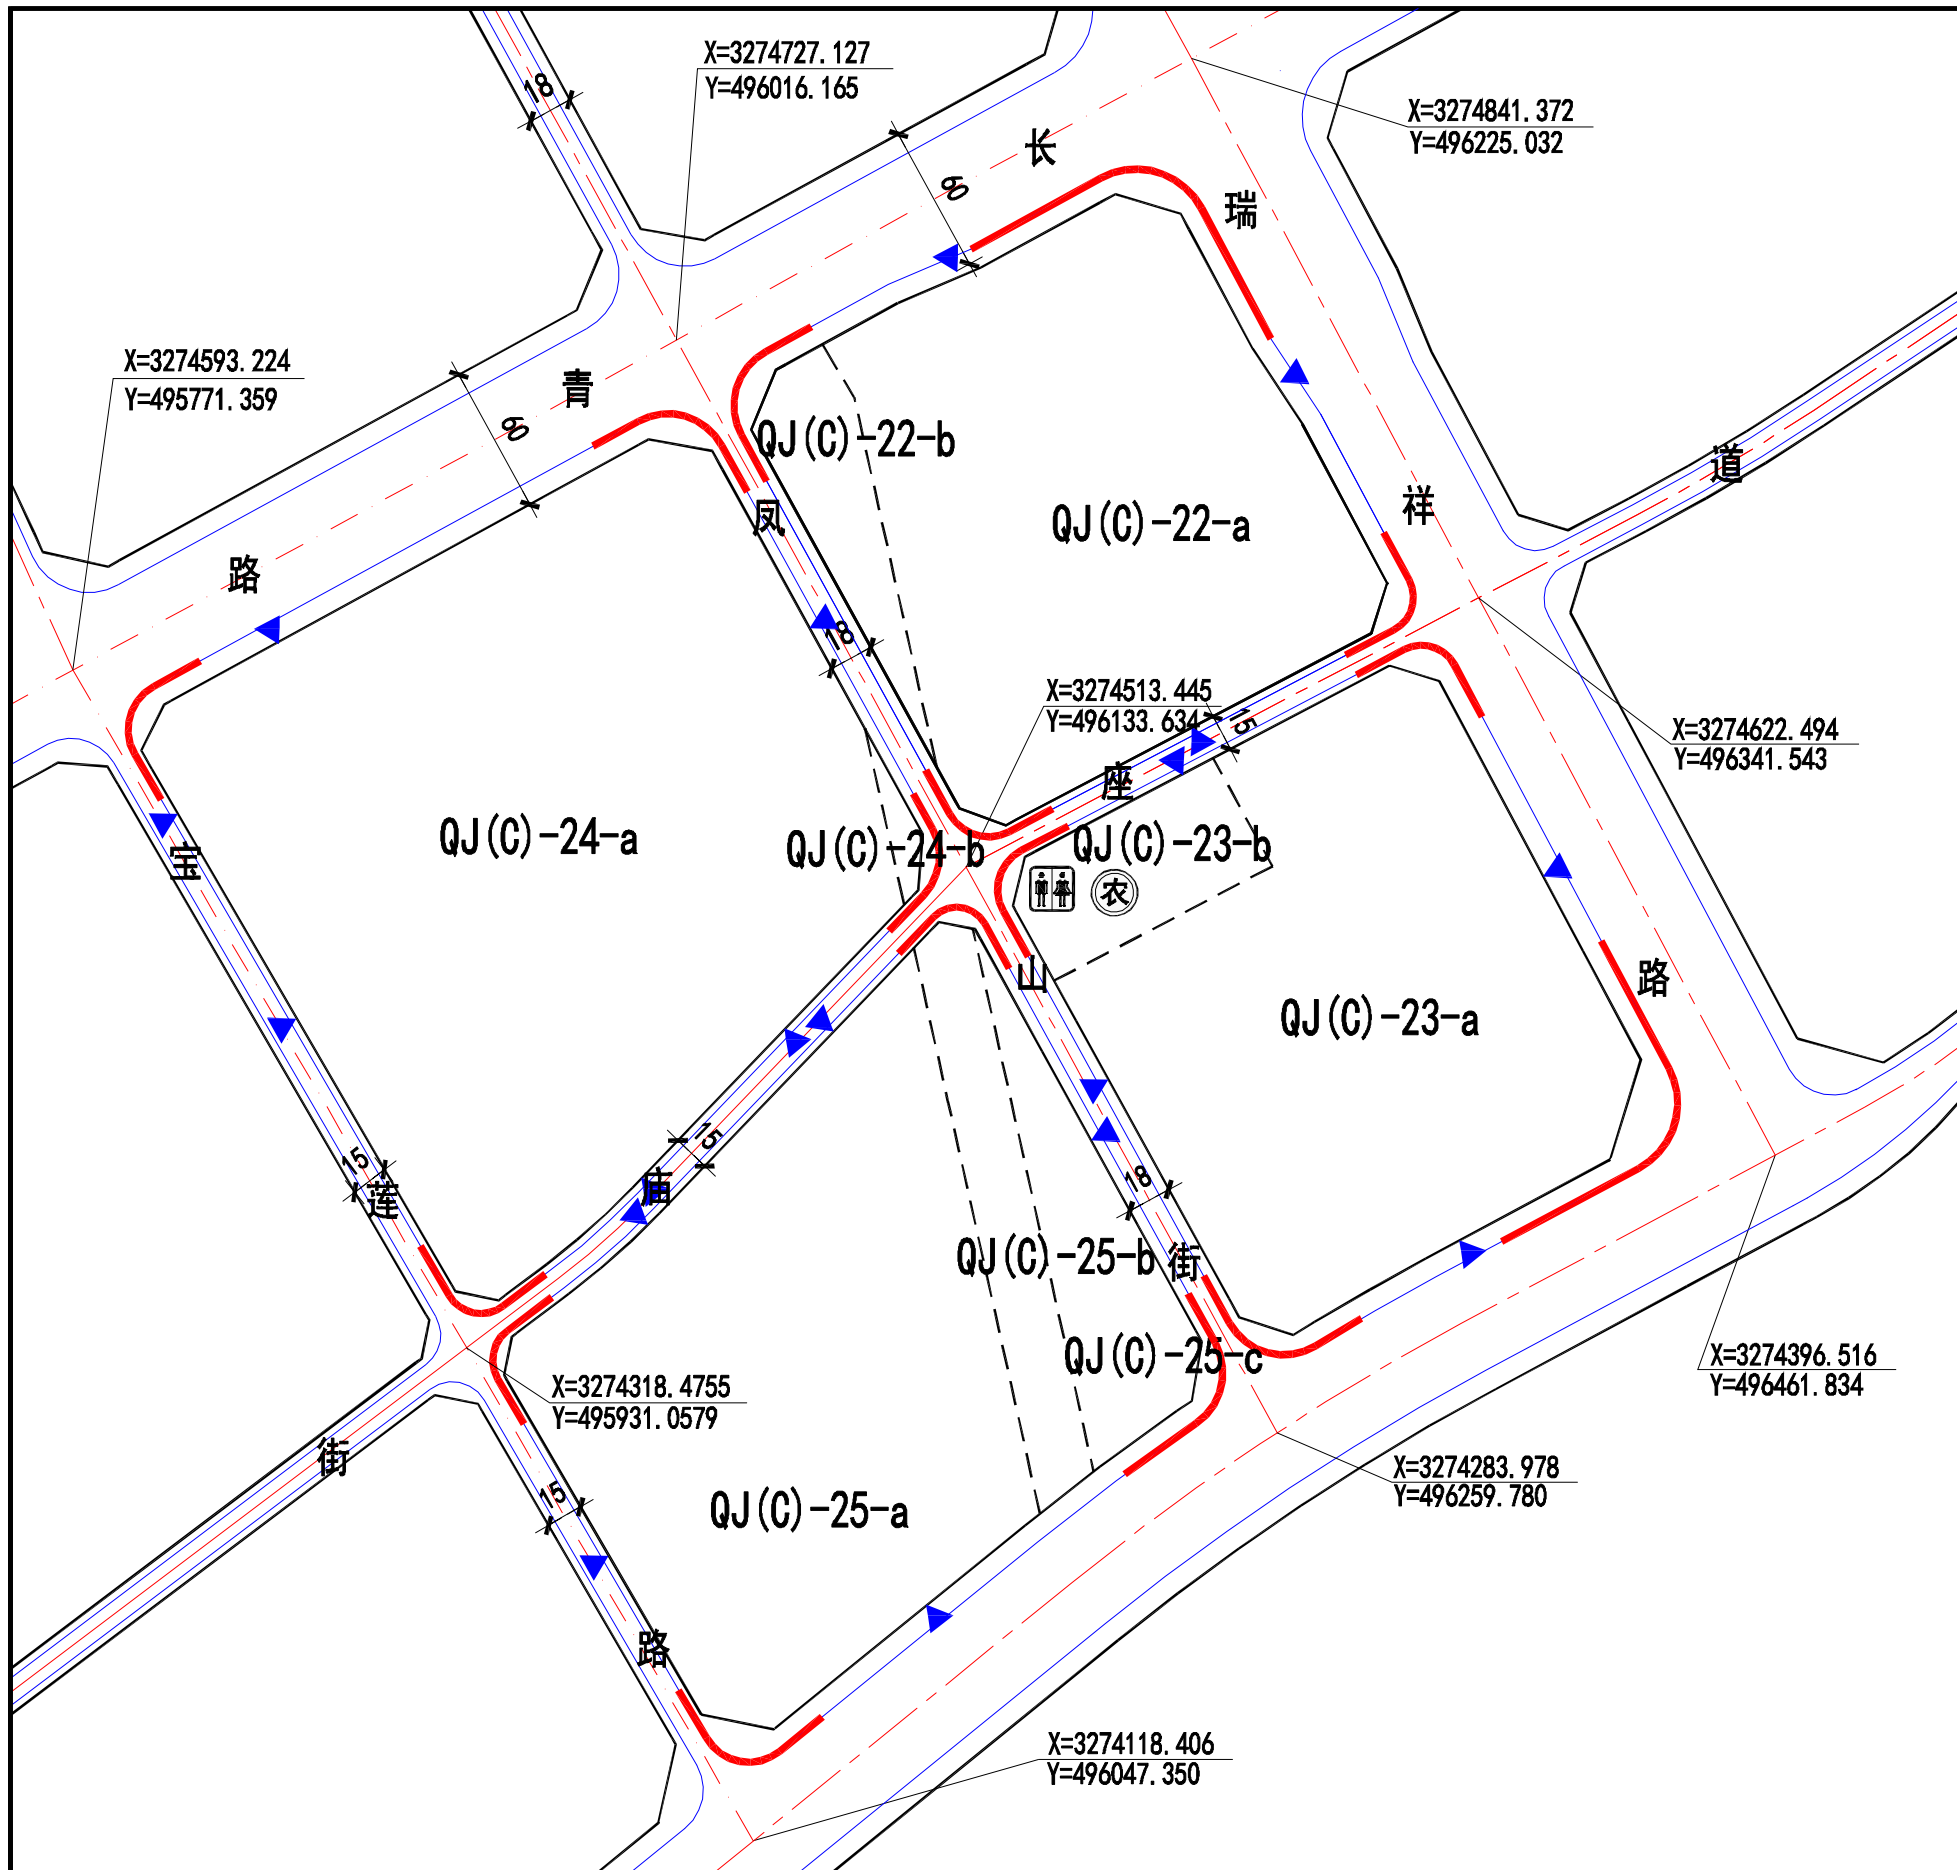 X=3274727.127
Y=496016.165
18
X=3274841.372
Y=496225.032
长
60
瑞
X=3274593.224
Y=495771.359
青
60
QJ(C)-22-b
道
祥
凤
QJ(C)-22-a
路
18
X=3274513.445
Y=496133.634
15
X=3274622.494
Y=496341.543
座
QJ(C)-24-a
QJ(C)-24-b
QJ(C)-23-b
宝
农
山
路
QJ(C)-23-a
15
15
莲
庙
18
QJ(C)-25-b
街
QJ(C)-25-c
X=3274396.516
Y=496461.834
X=3274318.4755
Y=495931.0579
街
X=3274283.978
Y=496259.780
15
QJ(C)-25-a
路
X=3274118.406
Y=496047.350